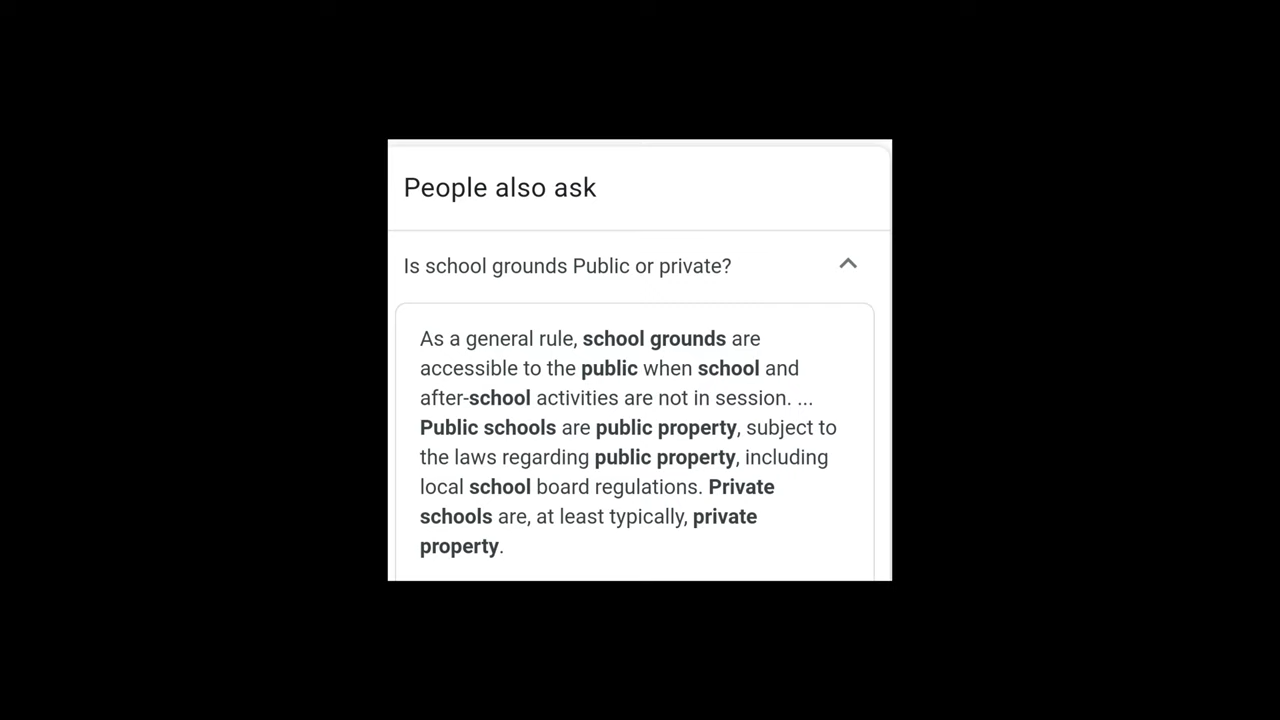 People also ask
Is school grounds Public or private?
As a general rule, school grounds are
accessible to the public when school and
after-school activities are not in session. ...
Public schools are public property, subject to
the laws regarding public property, including
local school board regulations. Private
schools are, at least typically, private
property.